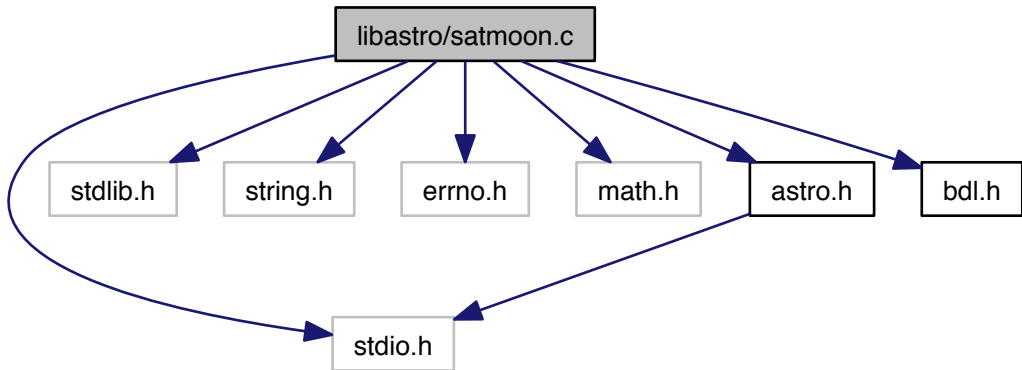 libastro/satmoon.c
stdlib.h
string.h
errno.h
math.h
astro.h
bdl.h
stdio.h